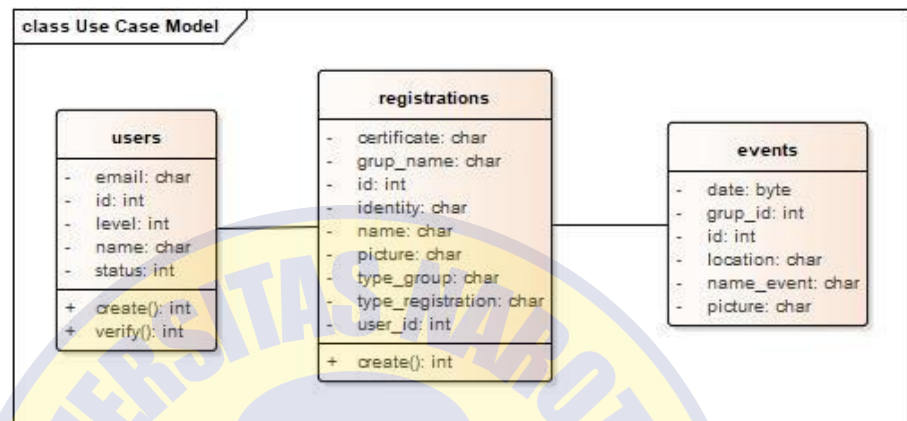 class Use Case Model
users
- email: char
- id: int
- level: int
- name: char
- status: int
+ create(): int
+ verify(): int
registrations
- certificate: char
- grup_name: char
- id: int
- identity: char
- name: char
- picture: char
- type_group: char
- type_registration: char
- user_id: int
+ create(): int
events
- date: byte
- grup_id: int
- id: int
- location: char
- name_event: char
- picture: char